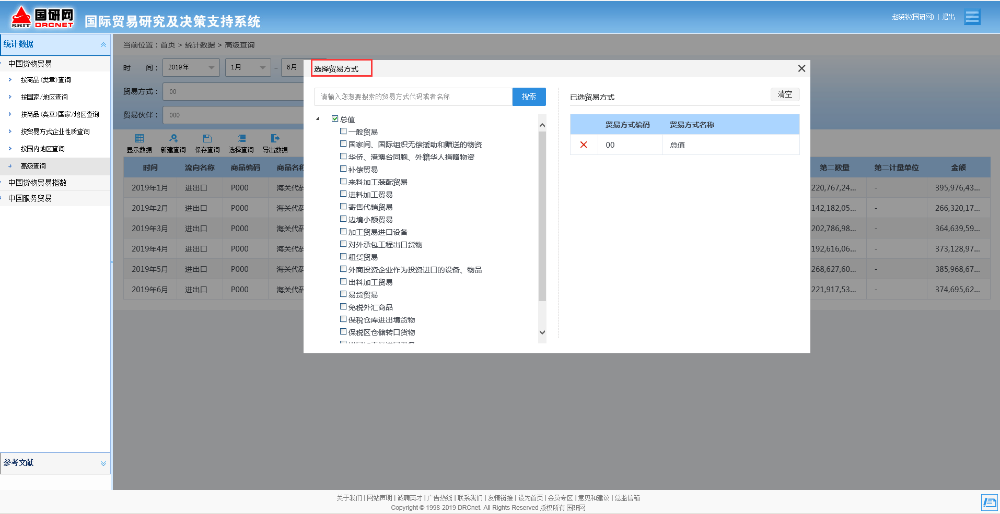 SRIT 国研网 DRCNET 国际贸易研究及决策支持系统
赵晓秋(国研网) | 退出
统计数据
中国货物贸易
按商品(类章)查询
按国家/地区查询
按商品(类章)国家/地区查询
按贸易方式企业性质查询
按国内地区查询
高级查询
中国货物贸易指数
中国服务贸易
参考文献
当前位置：首页 > 统计数据 > 高级查询
时 间： 2019年 1月 - 6月
贸易方式： 00
贸易伙伴： 000
显示数据 新建查询 保存查询 选择查询 导出数据
时间 流向名称 商品编码 商品名称 第二数量 第二计量单位 金额
2019年1月 进出口 P000 海关代码 220,767,24... - 395,976,43...
2019年2月 进出口 P000 海关代码 142,182,05... - 266,320,17...
2019年3月 进出口 P000 海关代码 202,786,98... - 364,639,59...
2019年4月 进出口 P000 海关代码 192,616,06... - 373,128,97...
2019年5月 进出口 P000 海关代码 268,627,60... - 385,968,67...
2019年6月 进出口 P000 海关代码 221,917,53... - 374,695,62...
选择贸易方式
请输入您想要搜索的贸易方式代码或者名称 搜索
总值
一般贸易
国家间、国际组织无偿援助和赠送的物资
华侨、港澳台同胞、外籍华人捐赠物资
补偿贸易
来料加工装配贸易
进料加工贸易
寄售代销贸易
边境小额贸易
加工贸易进口设备
对外承包工程出口货物
租赁贸易
外商投资企业作为投资进口的设备、物品
出料加工贸易
易货贸易
免税外汇商品
保税仓库进出境货物
保税区仓储转口货物
已选贸易方式 清空
贸易方式编码 贸易方式名称
00 总值
关于我们 | 网站声明 | 诚聘英才 | 广告热线 | 联系我们 | 友情链接 | 设为首页 | 会员专区 | 意见和建议 | 总监信箱
Copyright © 1998-2019 DRCnet. All Rights Reserved 版权所有 国研网